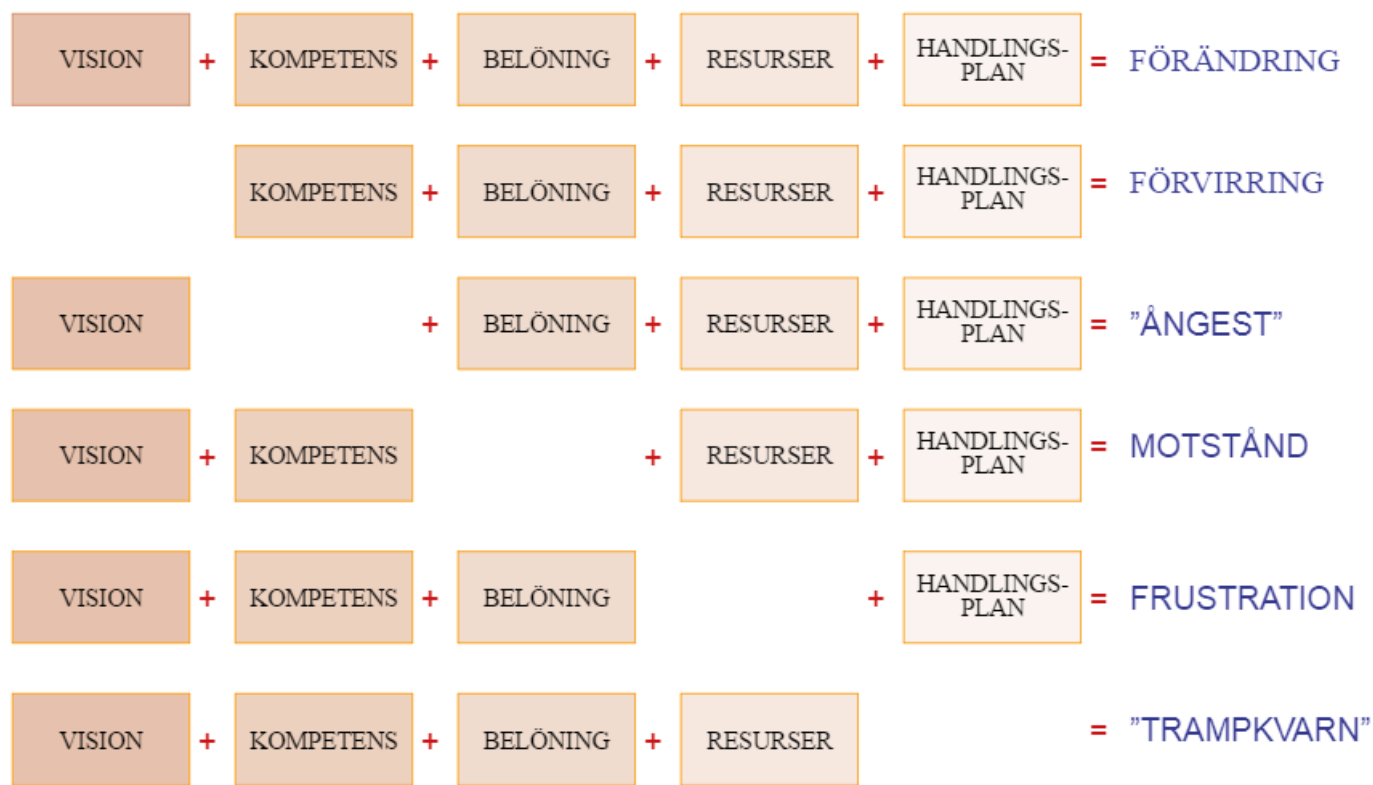 VISION + KOMPETENS + BELÖNING + RESURSER + HANDLINGS-
PLAN = FÖRÄNDRING
KOMPETENS + BELÖNING + RESURSER + HANDLINGS-
PLAN = FÖRVIRRING
VISION + BELÖNING + RESURSER + HANDLINGS-
PLAN = ”ÅNGEST”
VISION + KOMPETENS + RESURSER + HANDLINGS-
PLAN = MOTSTÅND
VISION + KOMPETENS + BELÖNING + HANDLINGS-
PLAN = FRUSTRATION
VISION + KOMPETENS + BELÖNING + RESURSER = ”TRAMPKVARN”